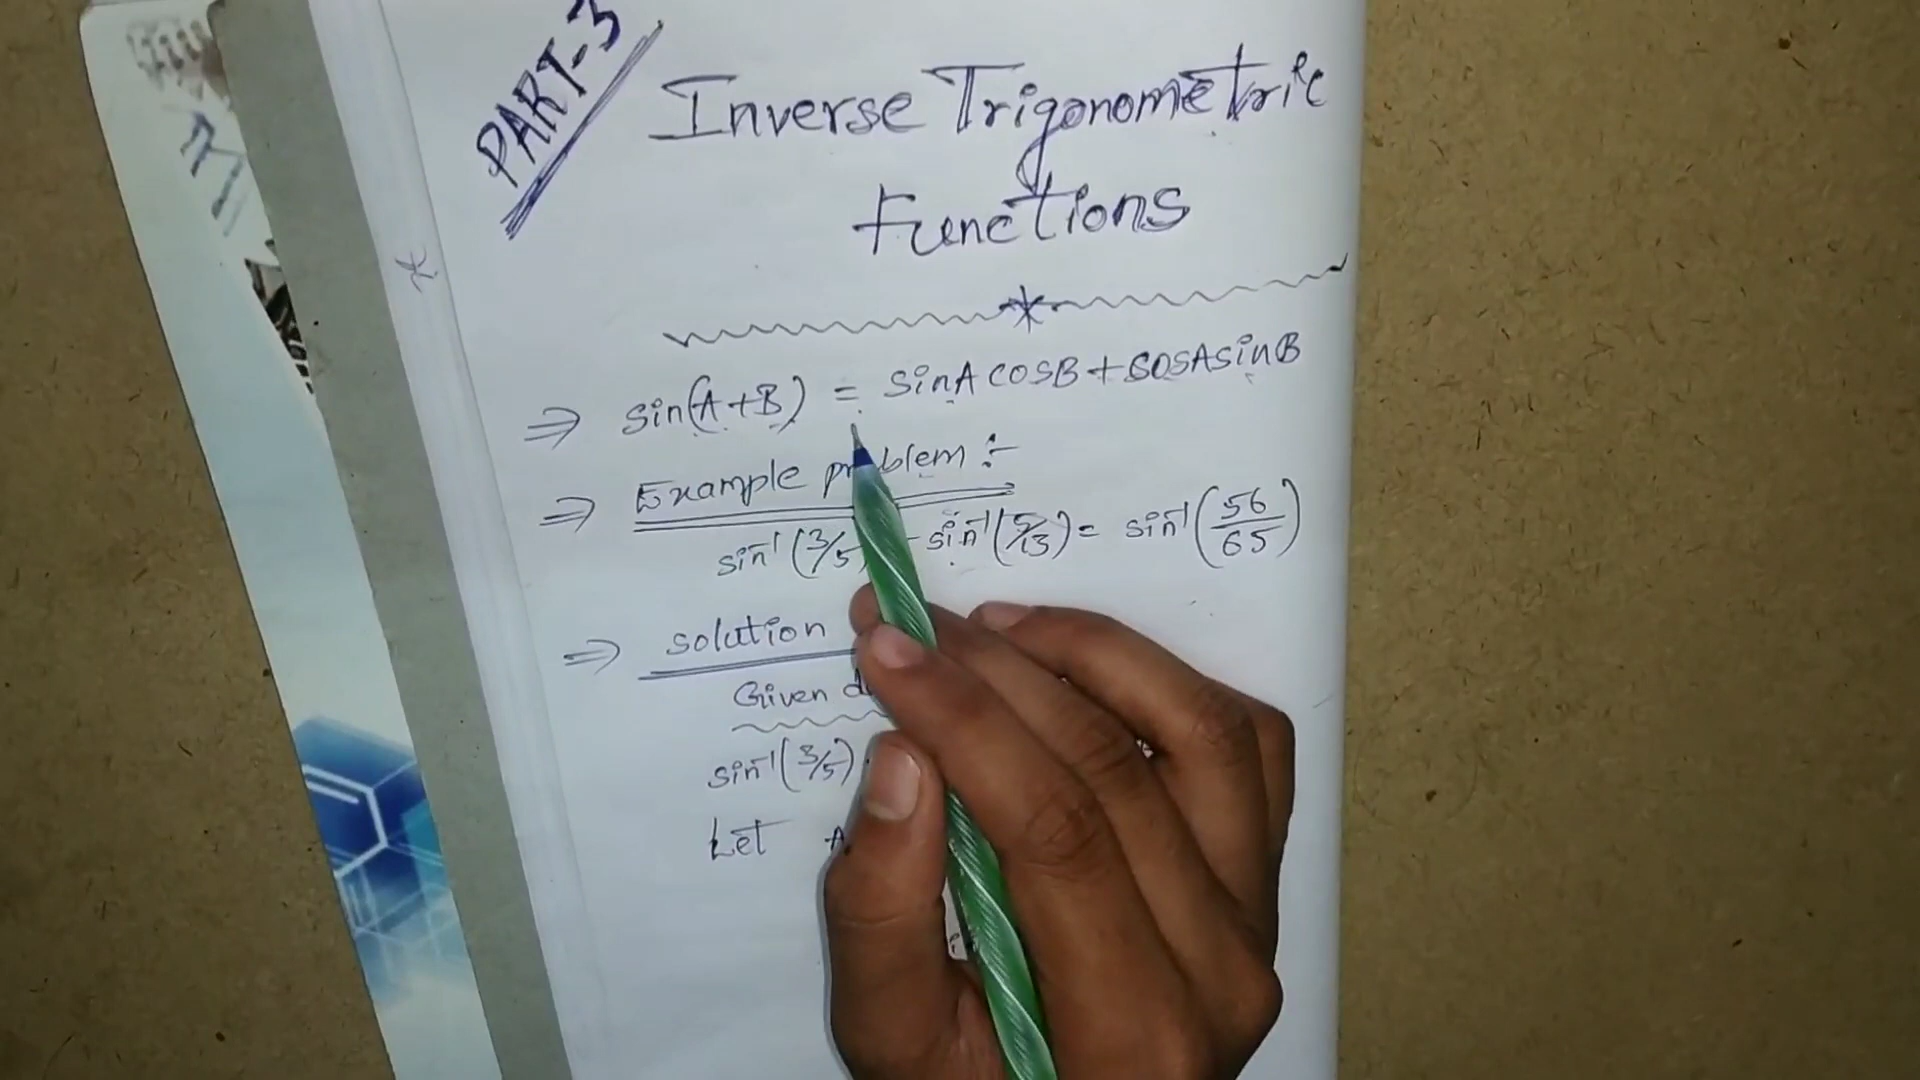 PART-3
Inverse Trigonometric
Functions
⇒ sin(A+B) = sinA cosB + cosA sinB
⇒ Example problem :-
sin⁻¹(3/5) - sin⁻¹(5/13) = sin⁻¹(56/65)
⇒ solution
Given
sin⁻¹(3/5)
Let A